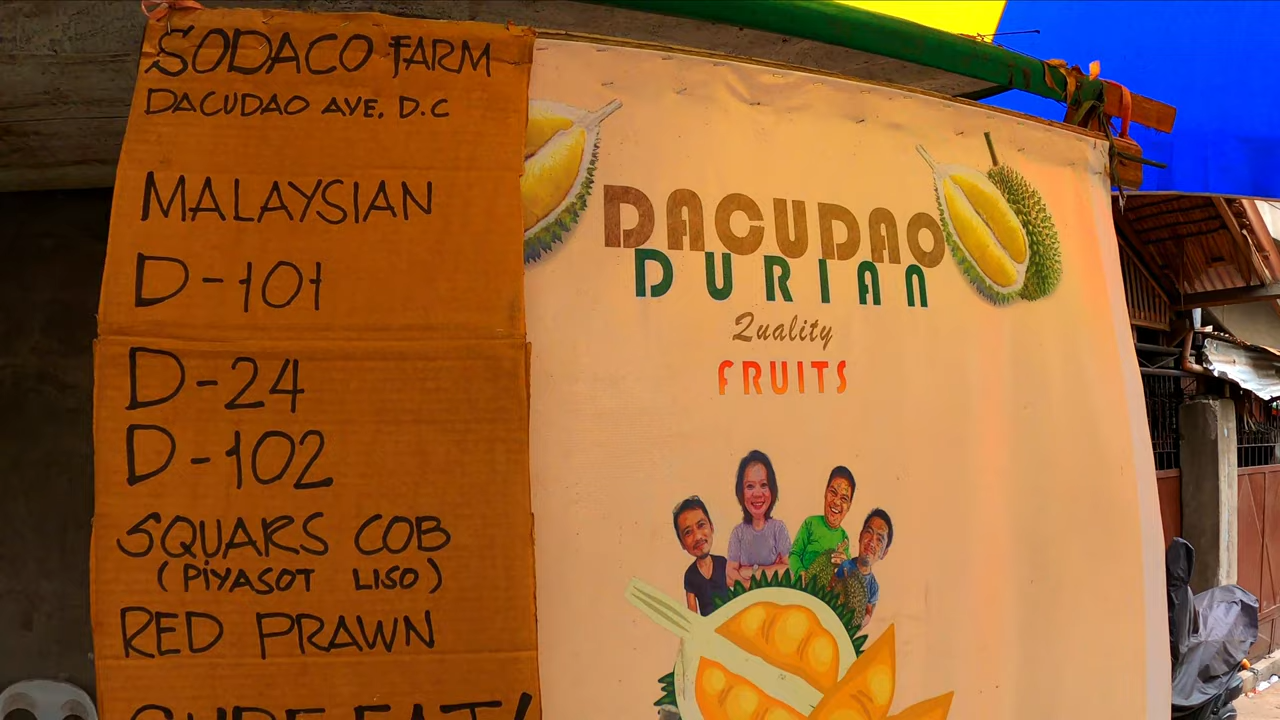 SODACO FARM
DACUDAO AVE. D.C
MALAYSIAN
D-101
D-24
D-102
SQUARS COB
(PiYASOT LISO)
RED PRAWN
DACUDAO
DURIAN
Quality
FRUITS